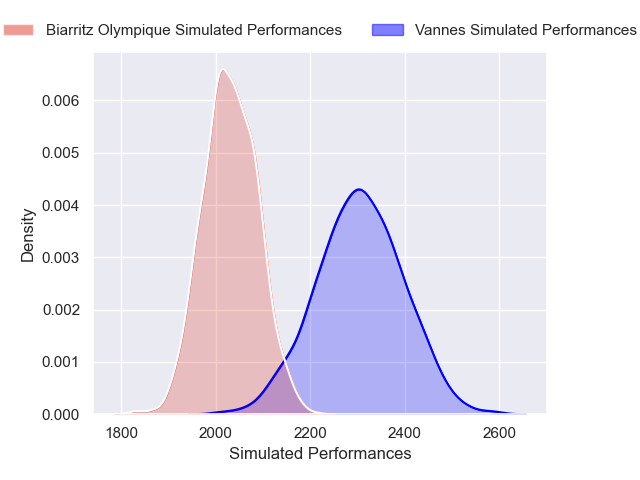 Biarritz Olympique Simulated Performances Vannes Simulated Performances
0.006
0.005
0.004
0.003
0.002
0.001
0.000
Density
1800 2000 2200 2400 2600
Simulated Performances